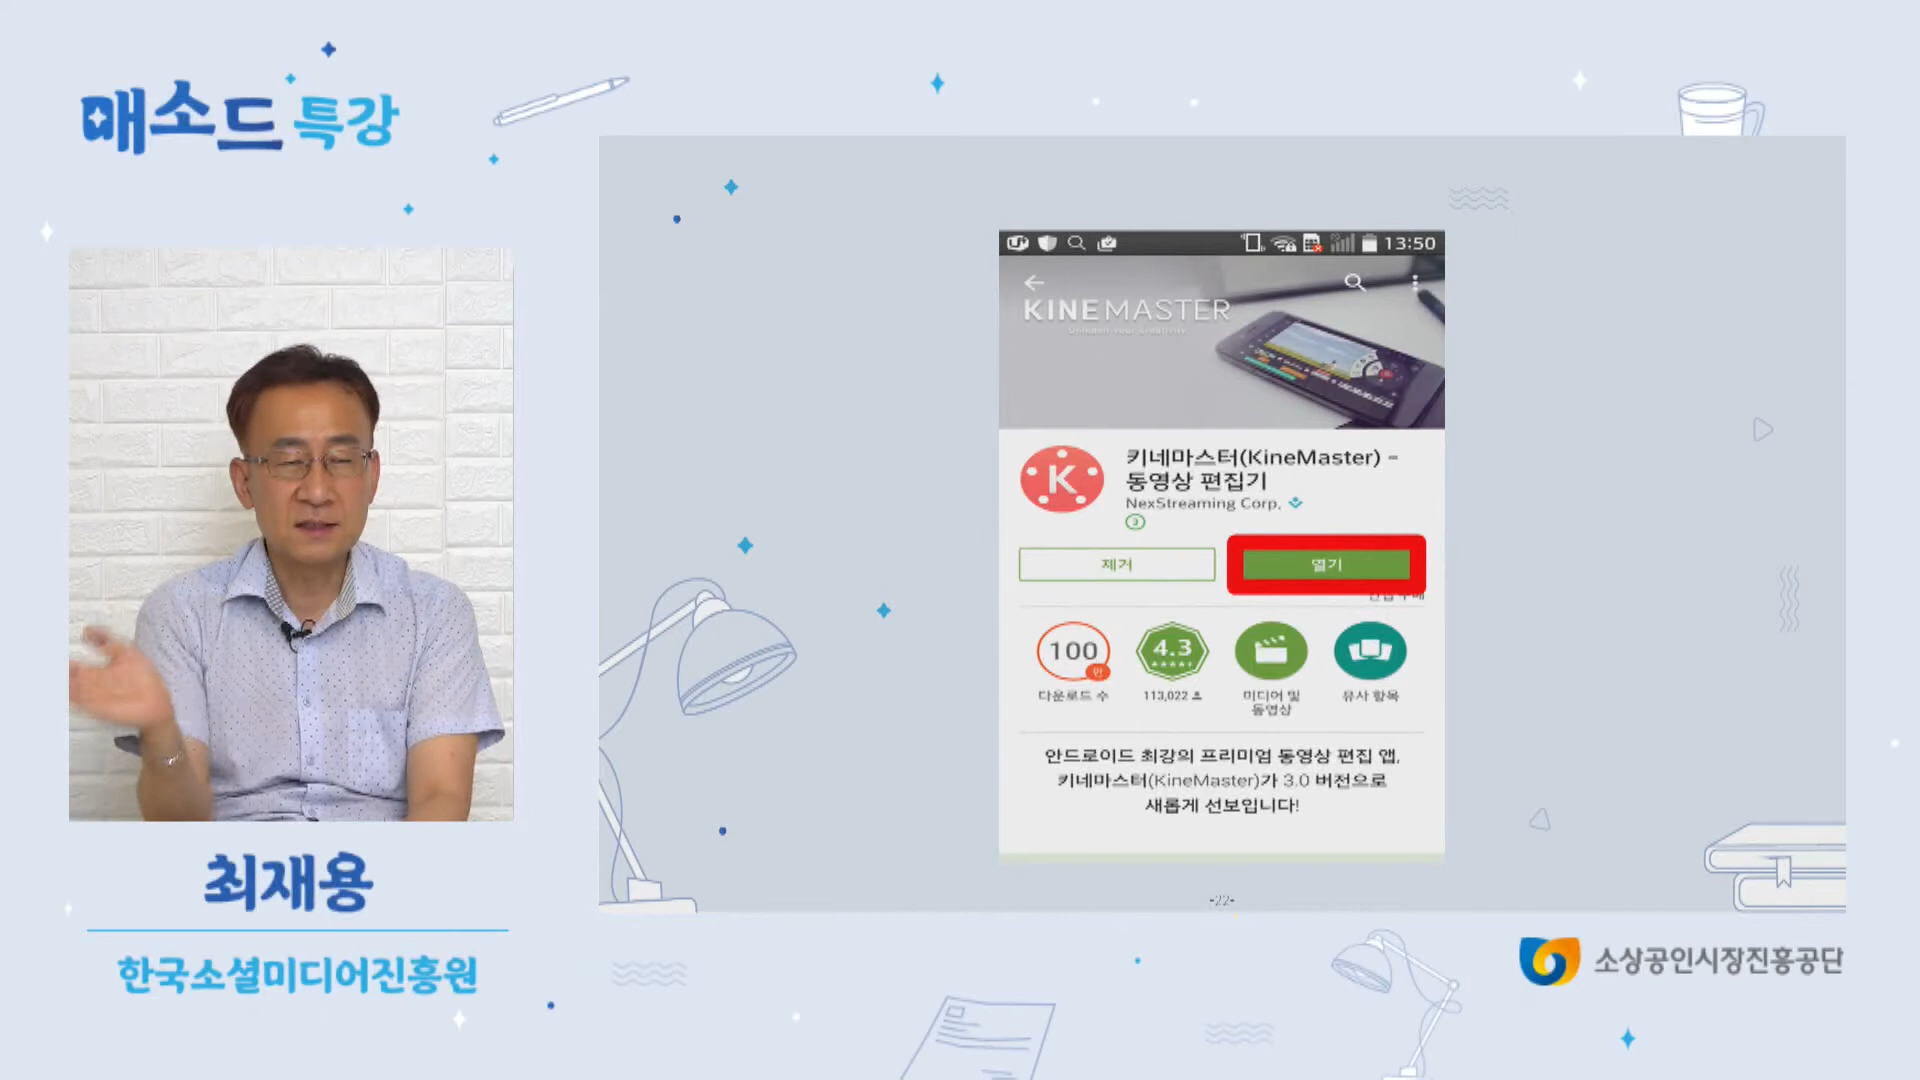 매소드 특강
13:50
KINEMASTER
K
키네마스터(KineMaster) -
동영상 편집기
NexStreaming Corp.
3
제거
열기
100
만
4.3
다운로드 수
113,022
미디어 및
동영상
유사 항목
안드로이드 최강의 프리미엄 동영상 편집 앱,
키네마스터(KineMaster)가 3.0 버전으로
새롭게 선보입니다!
-22-
최재용
한국소셜미디어진흥원
소상공인시장진흥공단